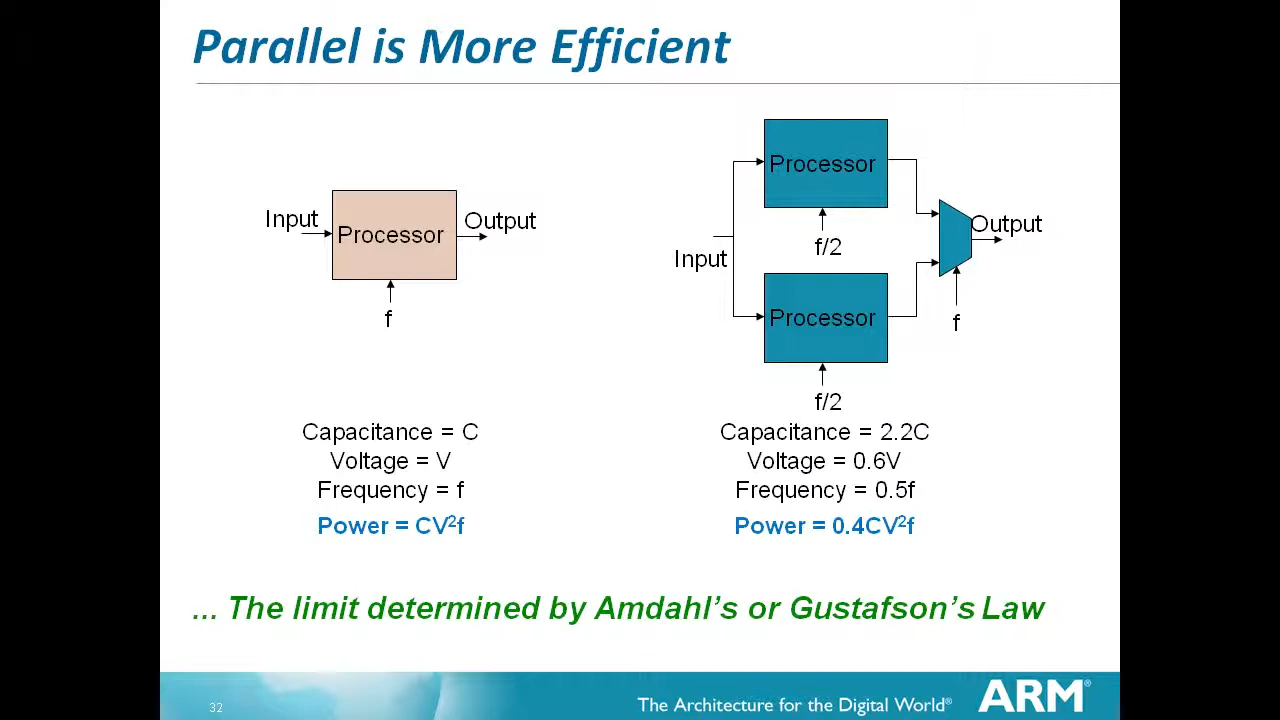 Parallel is More Efficient
Input
Processor
Output
f
Processor
f/2
Input
Output
Processor
f
f/2
Capacitance = C
Voltage = V
Frequency = f
Power = CV²f
Capacitance = 2.2C
Voltage = 0.6V
Frequency = 0.5f
Power = 0.4CV²f
... The limit determined by Amdahl's or Gustafson's Law
32
The Architecture for the Digital World®
ARM®